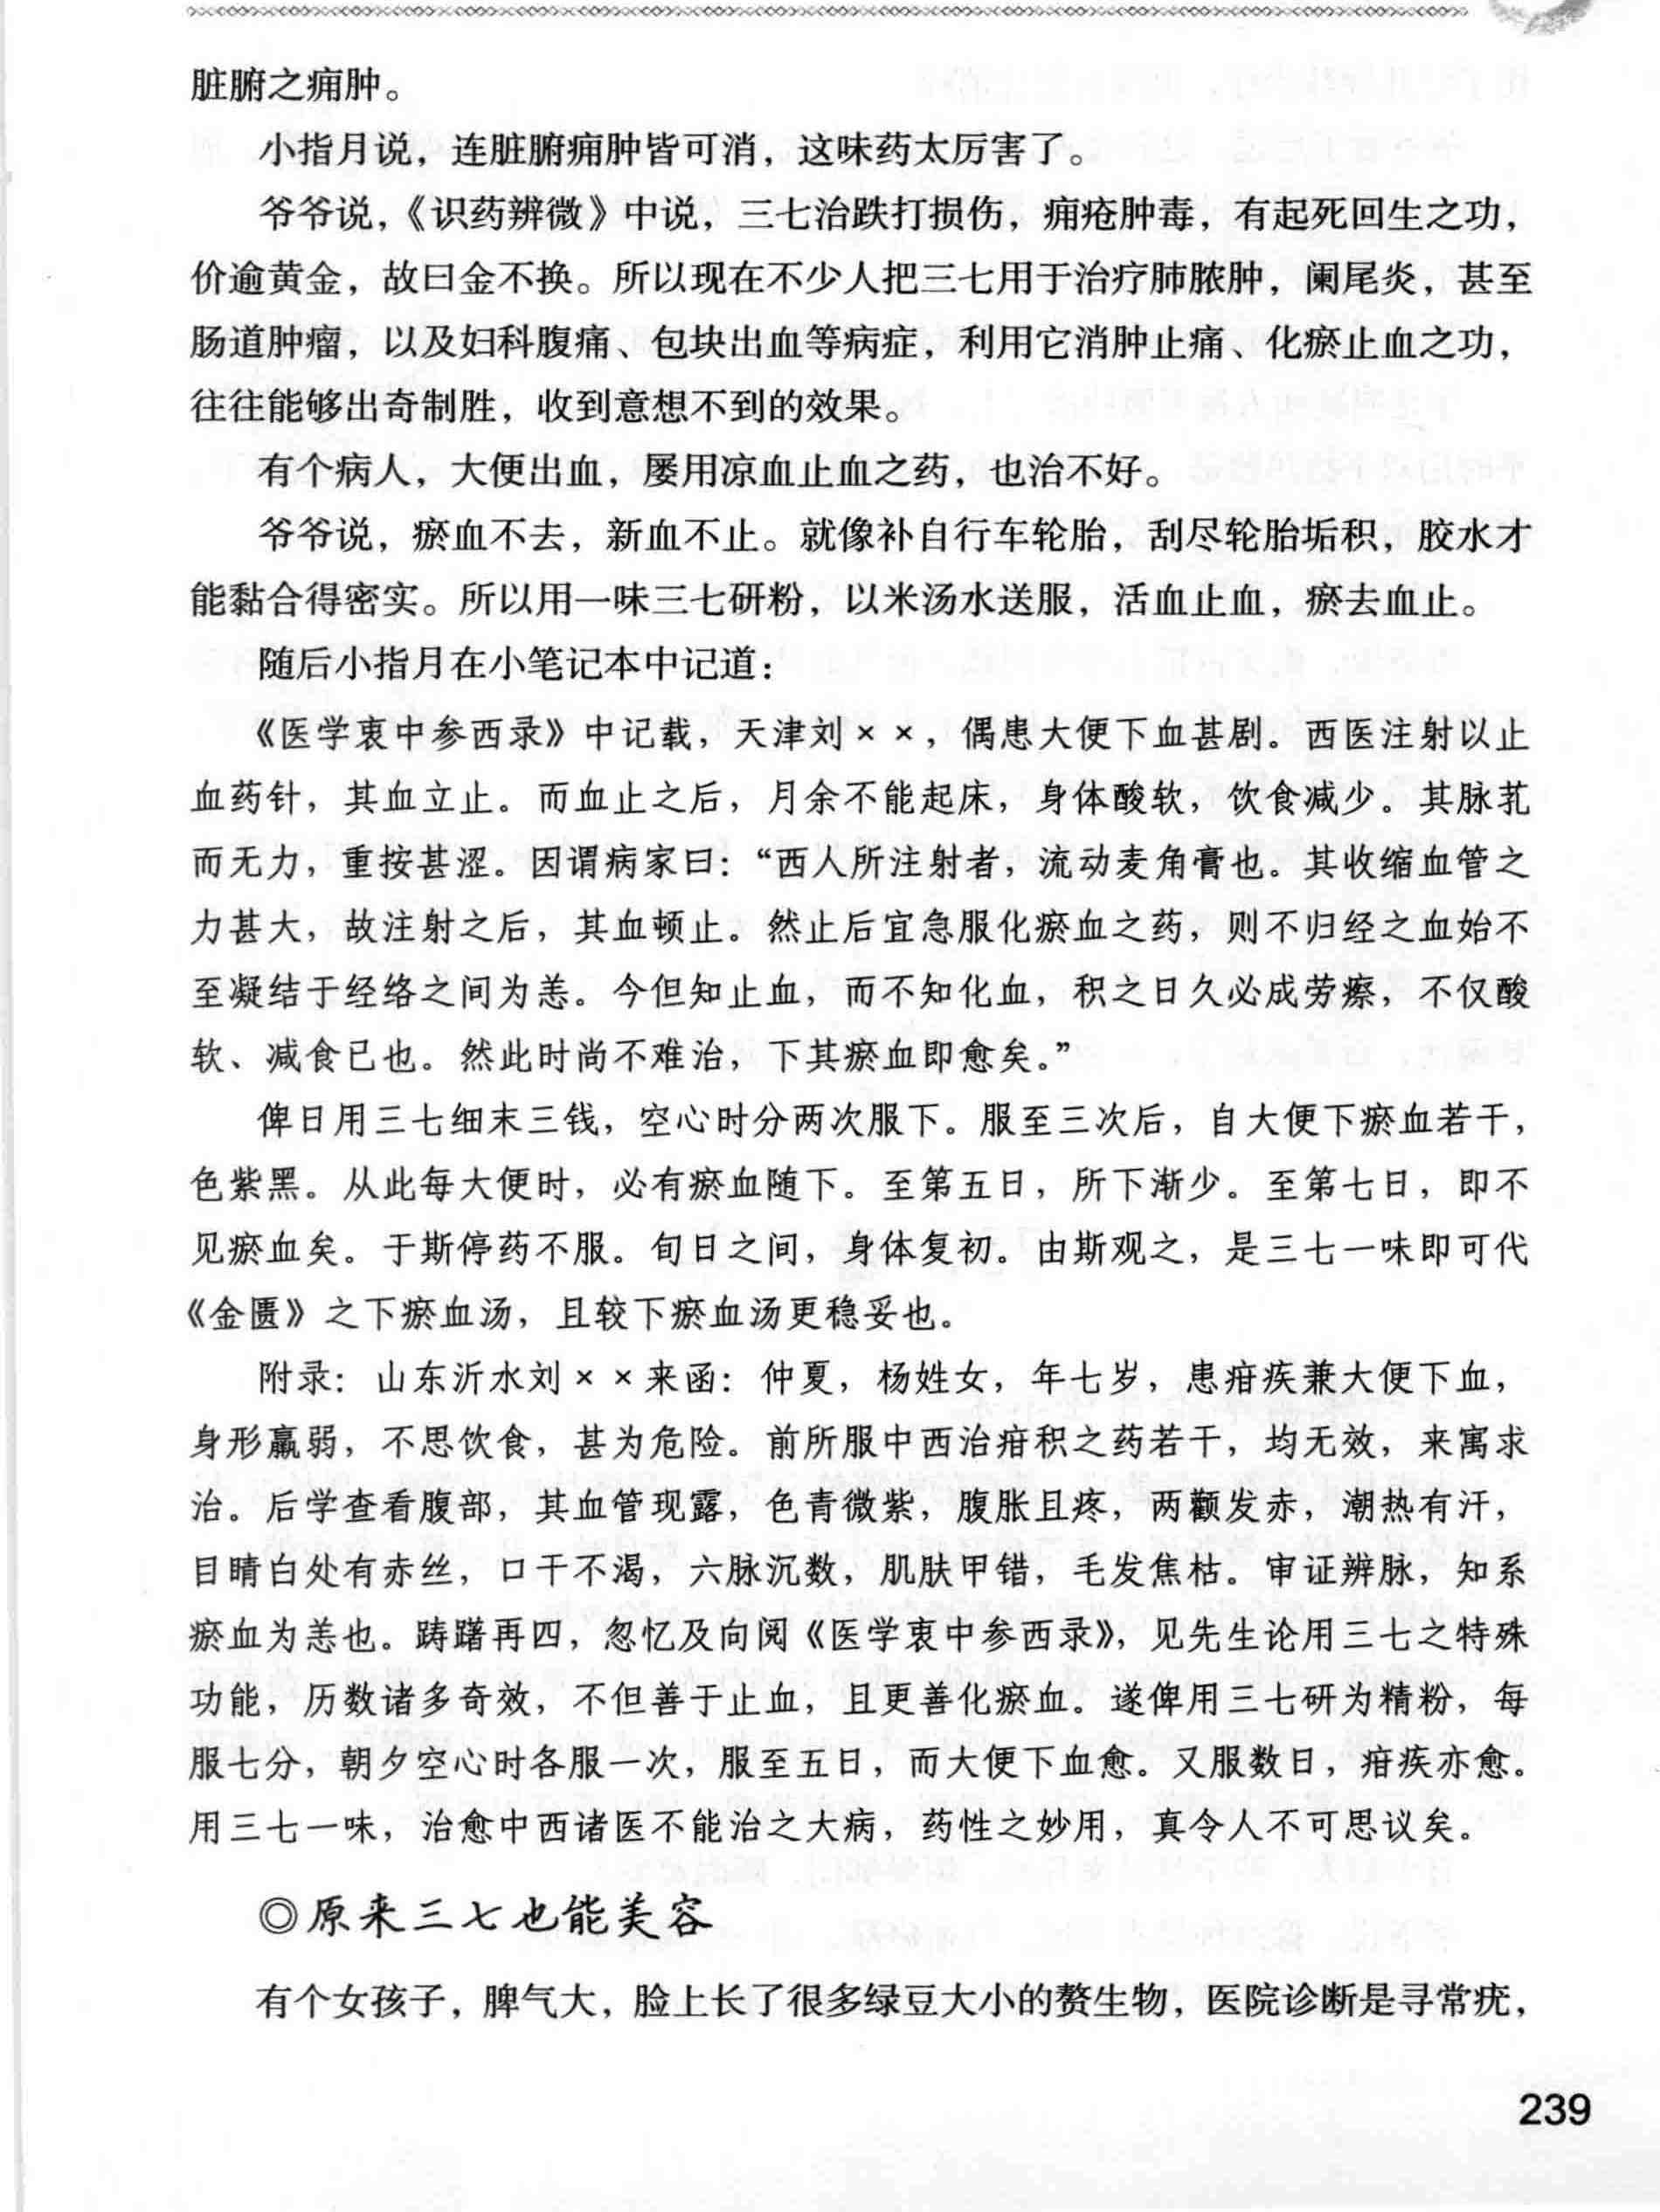 脏腑之痈肿。
小指月说，连脏腑痈肿皆可消，这味药太厉害了。
爷爷说，《识药辨微》中说，三七治跌打损伤，痈疮肿毒，有起死回生之功，
价逾黄金，故曰金不换。所以现在不少人把三七用于治疗肺脓肿，阑尾炎，甚至
肠道肿瘤，以及妇科腹痛、包块出血等病症，利用它消肿止痛、化瘀止血之功，
往往能够出奇制胜，收到意想不到的效果。
有个病人，大便出血，屡用凉血止血之药，也治不好。
爷爷说，瘀血不去，新血不止。就像补自行车轮胎，刮尽轮胎垢积，胶水才
能黏合得密实。所以用一味三七研粉，以米汤水送服，活血止血，瘀去血止。
随后小指月在小笔记本中记道：
《医学衷中参西录》中记载，天津刘××，偶患大便下血甚剧。西医注射以止
血药针，其血立止。而血止之后，月余不能起床，身体酸软，饮食减少。其脉芤
而无力，重按甚涩。因谓病家曰：“西人所注射者，流动麦角膏也。其收缩血管之
力甚大，故注射之后，其血顿止。然止后宜急服化瘀血之药，则不归经之血始不
至凝结于经络之间为恙。今但知止血，而不知化血，积之日久必成劳瘵，不仅酸
软、减食已也。然此时尚不难治，下其瘀血即愈矣。”
俾日用三七细末三钱，空心时分两次服下。服至三次后，自大便下瘀血若干，
色紫黑。从此每大便时，必有瘀血随下。至第五日，所下渐少。至第七日，即不
见瘀血矣。于斯停药不服。旬日之间，身体复初。由斯观之，是三七一味即可代
《金匮》之下瘀血汤，且较下瘀血汤更稳妥也。
附录：山东沂水刘××来函：仲夏，杨姓女，年七岁，患疳疾兼大便下血，
身形羸弱，不思饮食，甚为危险。前所服中西治疳积之药若干，均无效，来寓求
治。后学查看腹部，其血管现露，色青微紫，腹胀且疼，两颧发赤，潮热有汗，
目睛白处有赤丝，口干不渴，六脉沉数，肌肤甲错，毛发焦枯。审证辨脉，知系
瘀血为恙也。踌躇再四，忽忆及向阅《医学衷中参西录》，见先生论用三七之特殊
功能，历数诸多奇效，不但善于止血，且更善化瘀血。遂俾用三七研为精粉，每
服七分，朝夕空心时各服一次，服至五日，而大便下血愈。又服数日，疳疾亦愈。
用三七一味，治愈中西诸医不能治之大病，药性之妙用，真令人不可思议矣。
◎原来三七也能美容
有个女孩子，脾气大，脸上长了很多绿豆大小的赘生物，医院诊断是寻常疣，
239